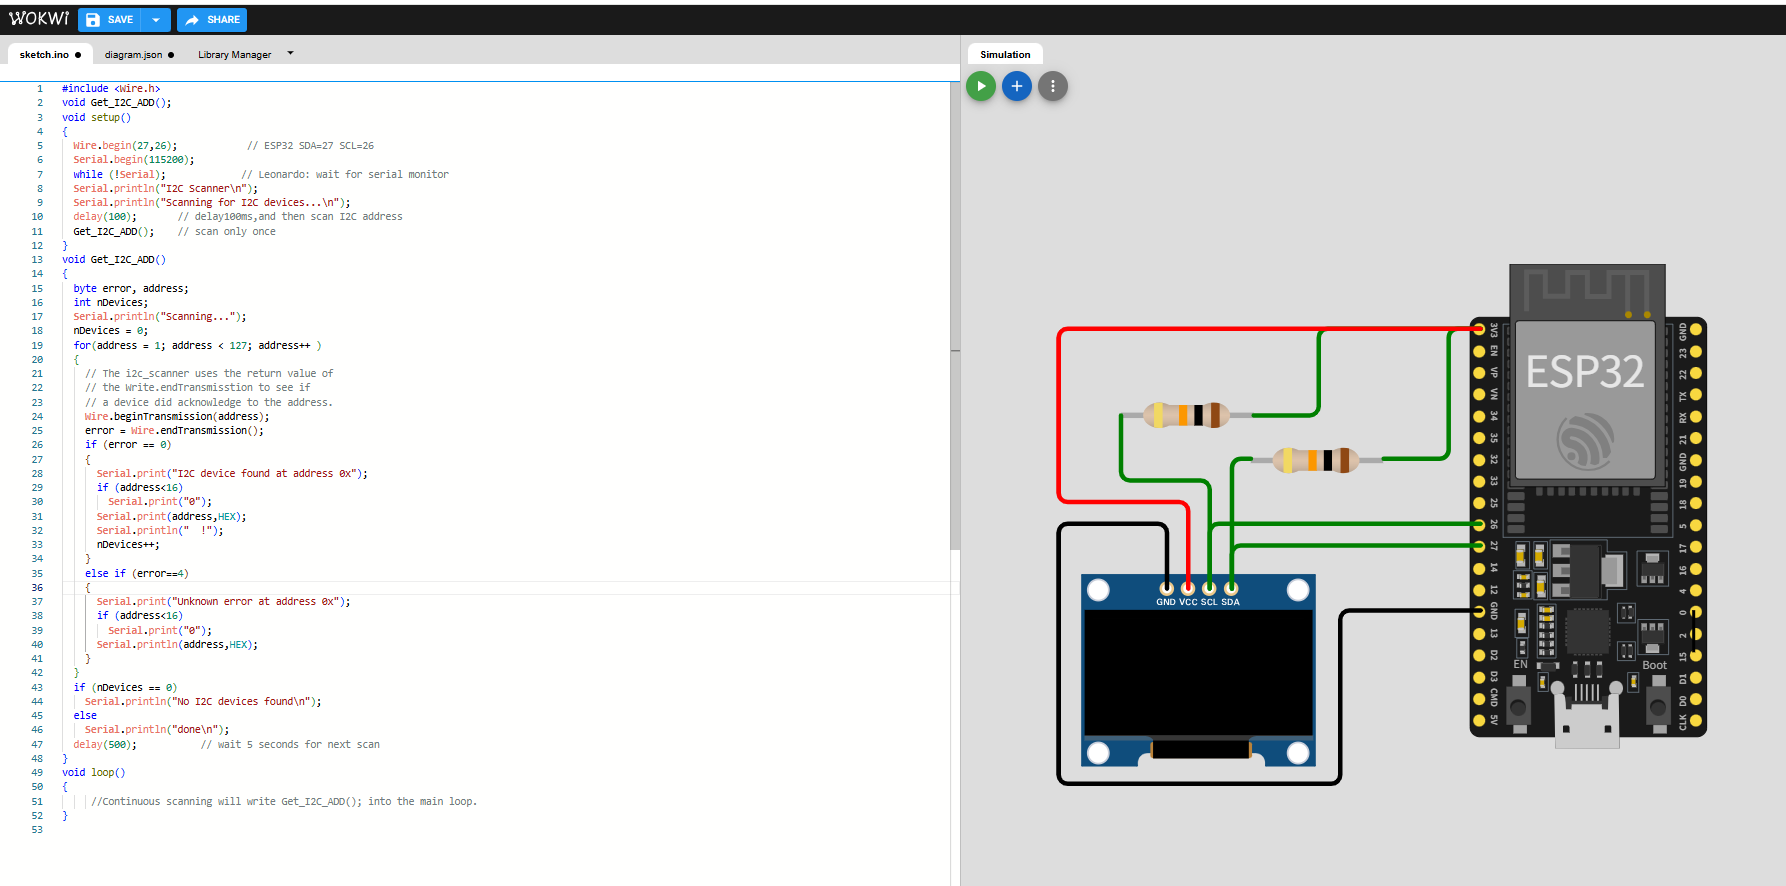 WOKWI SAVE SHARE
sketch.ino diagram.json Library Manager
1 #include <Wire.h>
2 void Get_I2C_ADD();
3 void setup()
4 {
5 Wire.begin(27,26); // ESP32 SDA=27 SCL=26
6 Serial.begin(115200);
7 while (!Serial); // Leonardo: wait for serial monitor
8 Serial.println("I2C Scanner\n");
9 Serial.println("Scanning for I2C devices...\n");
10 delay(100); // delay100ms,and then scan I2C address
11 Get_I2C_ADD(); // scan only once
12 }
13 void Get_I2C_ADD()
14 {
15 byte error, address;
16 int nDevices;
17 Serial.println("Scanning...");
18 nDevices = 0;
19 for(address = 1; address < 127; address++ )
20 {
21 // The i2c_scanner uses the return value of
22 // the Write.endTransmisstion to see if
23 // a device did acknowledge to the address.
24 Wire.beginTransmission(address);
25 error = Wire.endTransmission();
26 if (error == 0)
27 {
28 Serial.print("I2C device found at address 0x");
29 if (address<16)
30 Serial.print("0");
31 Serial.print(address,HEX);
32 Serial.println("  !");
33 nDevices++;
34 }
35 else if (error==4)
36 {
37 Serial.print("Unknown error at address 0x");
38 if (address<16)
39 Serial.print("0");
40 Serial.println(address,HEX);
41 }
42 }
43 if (nDevices == 0)
44 Serial.println("No I2C devices found\n");
45 else
46 Serial.println("done\n");
47 delay(500); // wait 5 seconds for next scan
48 }
49 void loop()
50 {
51 //Continuous scanning will write Get_I2C_ADD(); into the main loop.
52 }
53
Simulation
GND VCC SCL SDA
ESP32
3V3
EN
VP
VN
34
35
32
33
25
26
27
14
12
GND
13
D2
D3
CMD
5V
GND
23
22
TX
RX
21
GND
19
18
5
17
16
4
0
2
15
D1
D0
CLK
EN
Boot